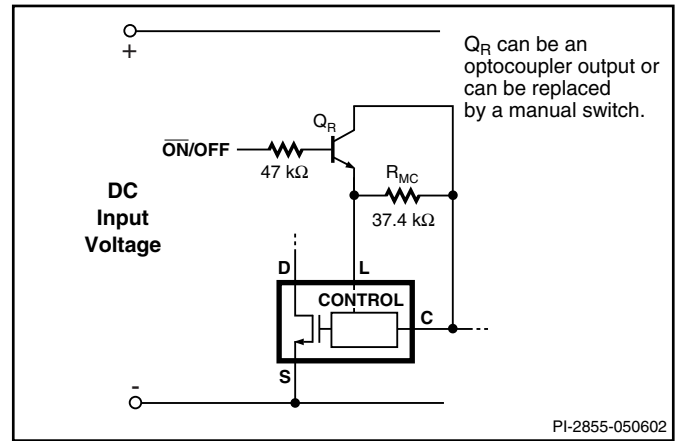 +
Q_R can be an
optocoupler output or
can be replaced
by a manual switch.
Q_R
ON/OFF
47 kΩ
R_MC
37.4 kΩ
DC
Input
Voltage
D
L
CONTROL
C
S
-
PI-2855-050602